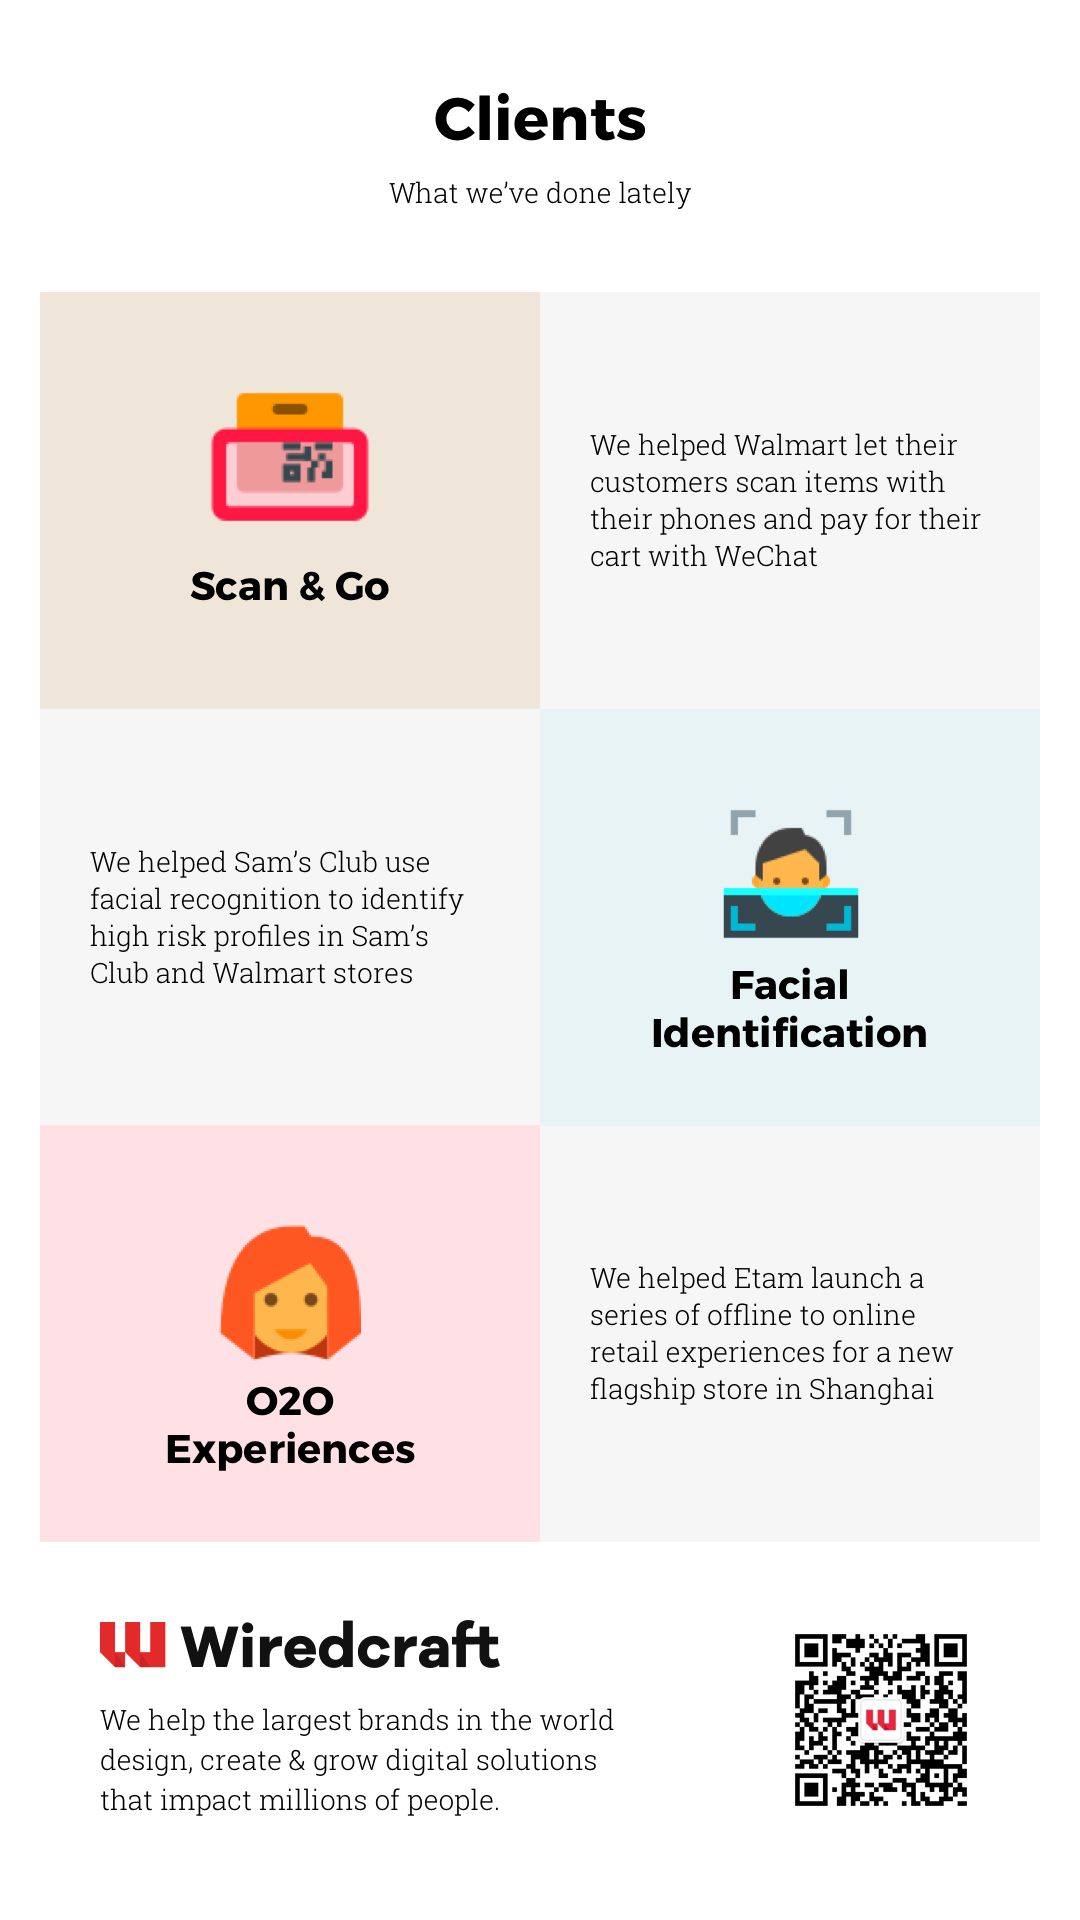 Clients
What we’ve done lately
Scan & Go
We helped Walmart let their
customers scan items with
their phones and pay for their
cart with WeChat
We helped Sam’s Club use
facial recognition to identify
high risk profiles in Sam’s
Club and Walmart stores
Facial
Identification
O2O
Experiences
We helped Etam launch a
series of offline to online
retail experiences for a new
flagship store in Shanghai
Wiredcraft
We help the largest brands in the world
design, create & grow digital solutions
that impact millions of people.